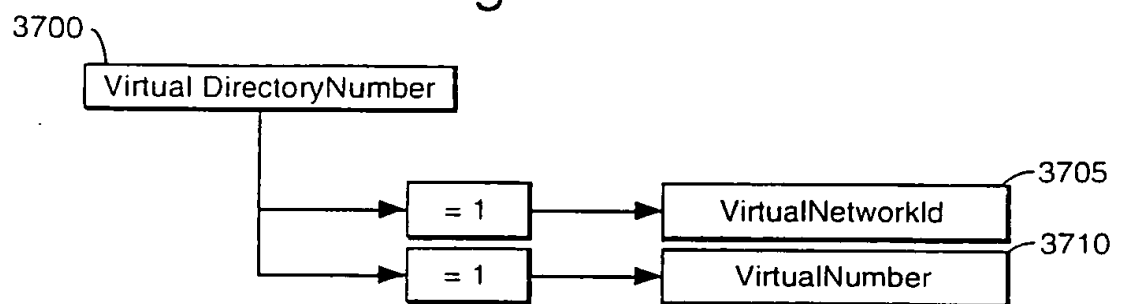 3700
Virtual DirectoryNumber
3705
= 1
VirtualNetworkId
3710
= 1
VirtualNumber